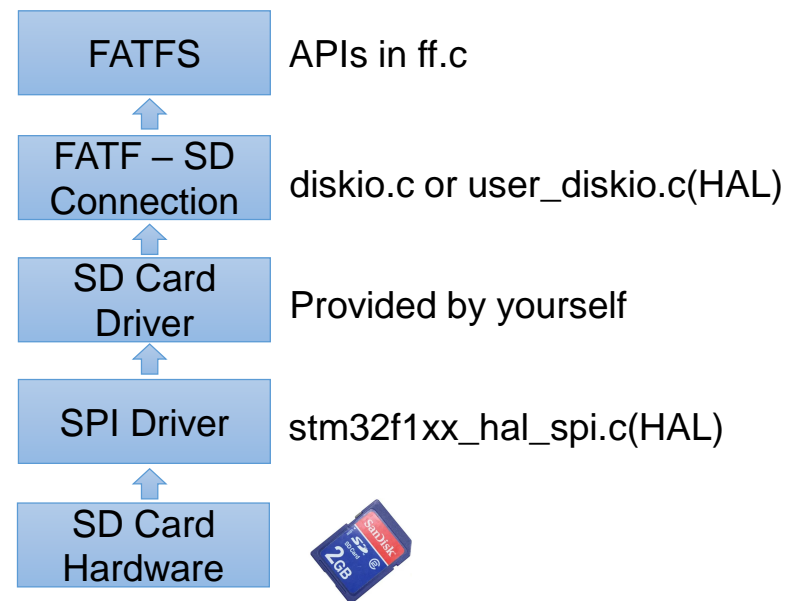 FATFS
APIs in ff.c
FATF – SD
Connection
diskio.c or user_diskio.c(HAL)
SD Card
Driver
Provided by yourself
SPI Driver
stm32f1xx_hal_spi.c(HAL)
SD Card
Hardware
SanDisk
SD
2GB